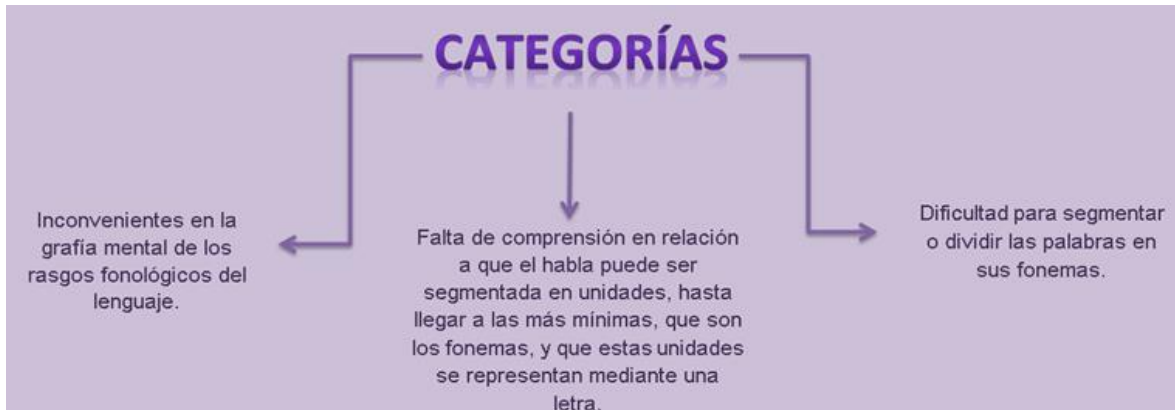 CATEGORÍAS
Inconvenientes en la
grafía mental de los
rasgos fonológicos del
lenguaje.
Falta de comprensión en relación
a que el habla puede ser
segmentada en unidades, hasta
llegar a las más mínimas, que son
los fonemas, y que estas unidades
se representan mediante una
letra.
Dificultad para segmentar
o dividir las palabras en
sus fonemas.